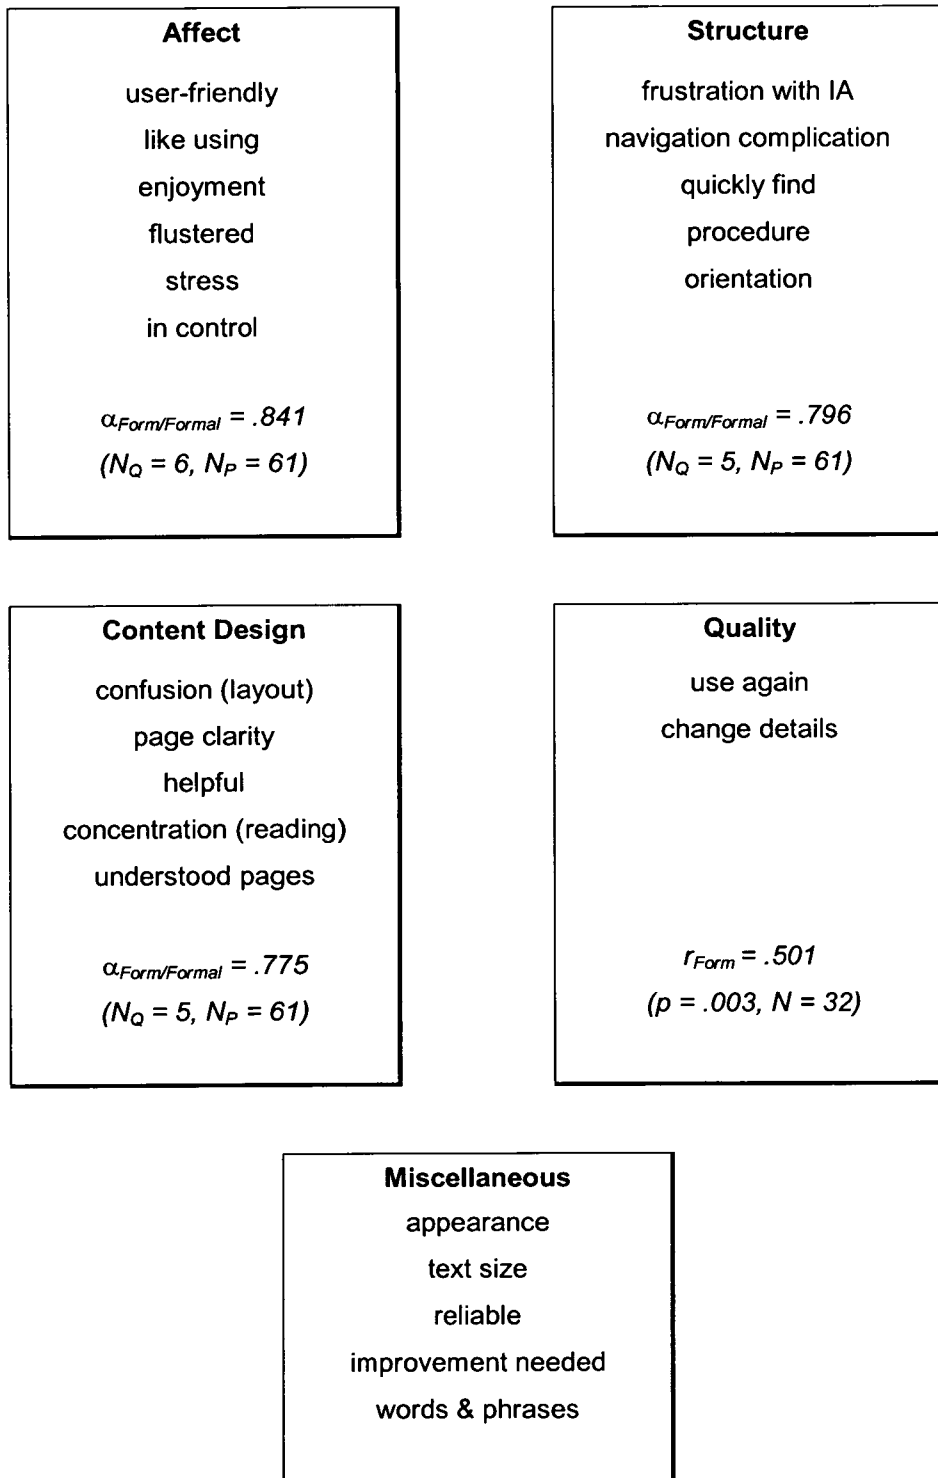 Affect
user-friendly
like using
enjoyment
flustered
stress
in control
αForm/Formal = .841
(NQ = 6, NP = 61)
Structure
frustration with IA
navigation complication
quickly find
procedure
orientation
αForm/Formal = .796
(NQ = 5, NP = 61)
Content Design
confusion (layout)
page clarity
helpful
concentration (reading)
understood pages
αForm/Formal = .775
(NQ = 5, NP = 61)
Quality
use again
change details
rForm = .501
(p = .003, N = 32)
Miscellaneous
appearance
text size
reliable
improvement needed
words & phrases